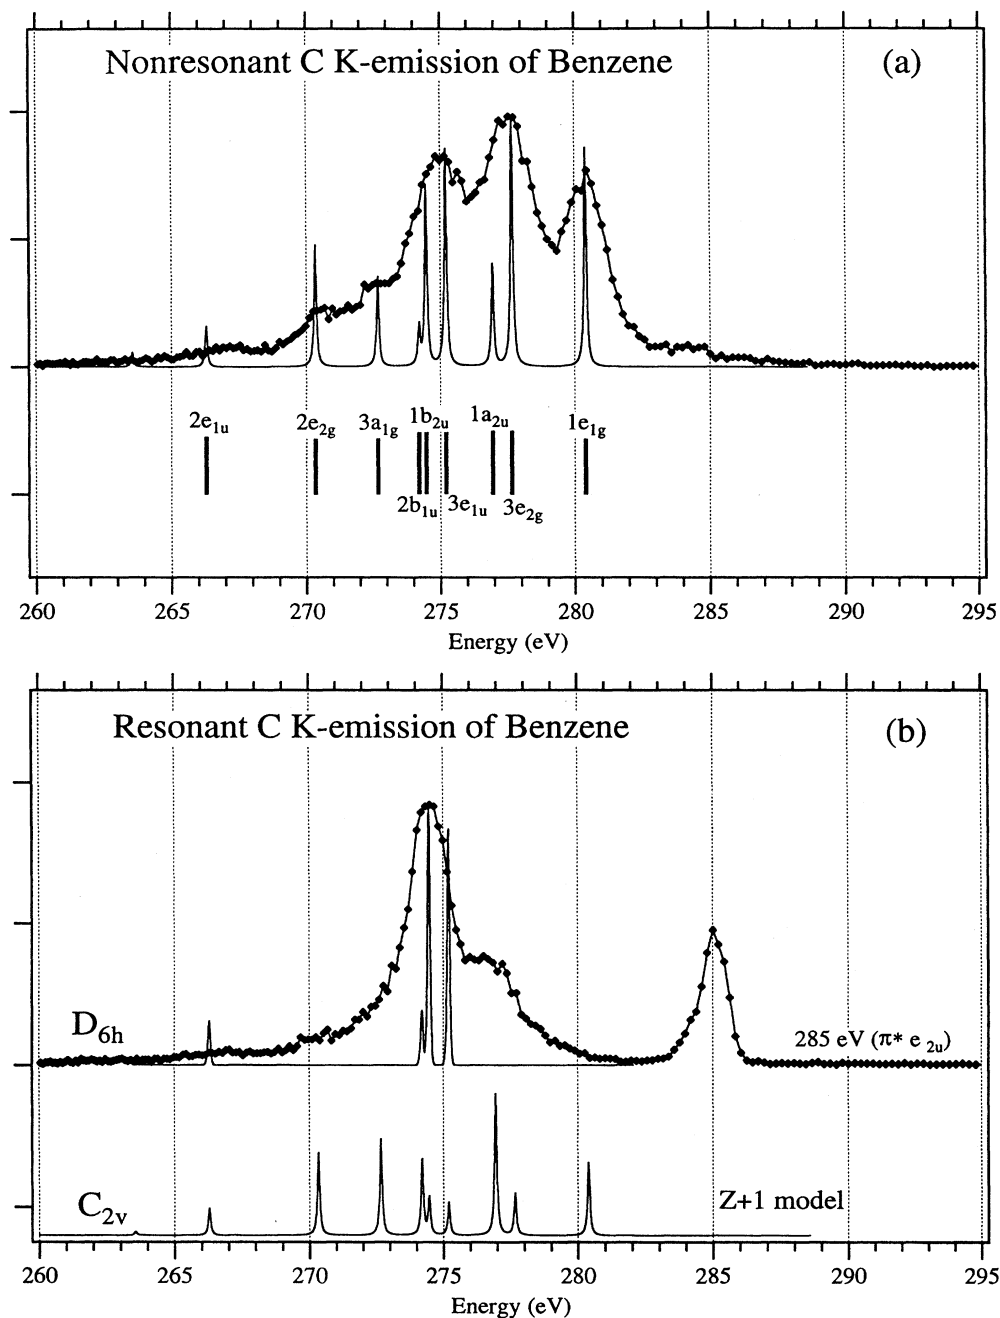 Nonresonant C K-emission of Benzene (a)
2e1u 2e2g 3a1g 1b2u 1a2u 1e1g
2b1u 3e1u 3e2g
260 265 270 275 280 285 290 295
Energy (eV)
Resonant C K-emission of Benzene (b)
D6h 285 eV (π* e 2u)
C2v Z+1 model
260 265 270 275 280 285 290 295
Energy (eV)